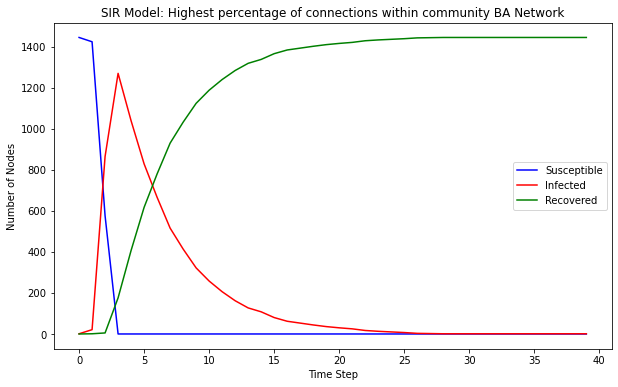 SIR Model: Highest percentage of connections within community BA Network
Number of Nodes
1400
1200
1000
800
600
400
200
0
Susceptible
Infected
Recovered
0 5 10 15 20 25 30 35 40
Time Step